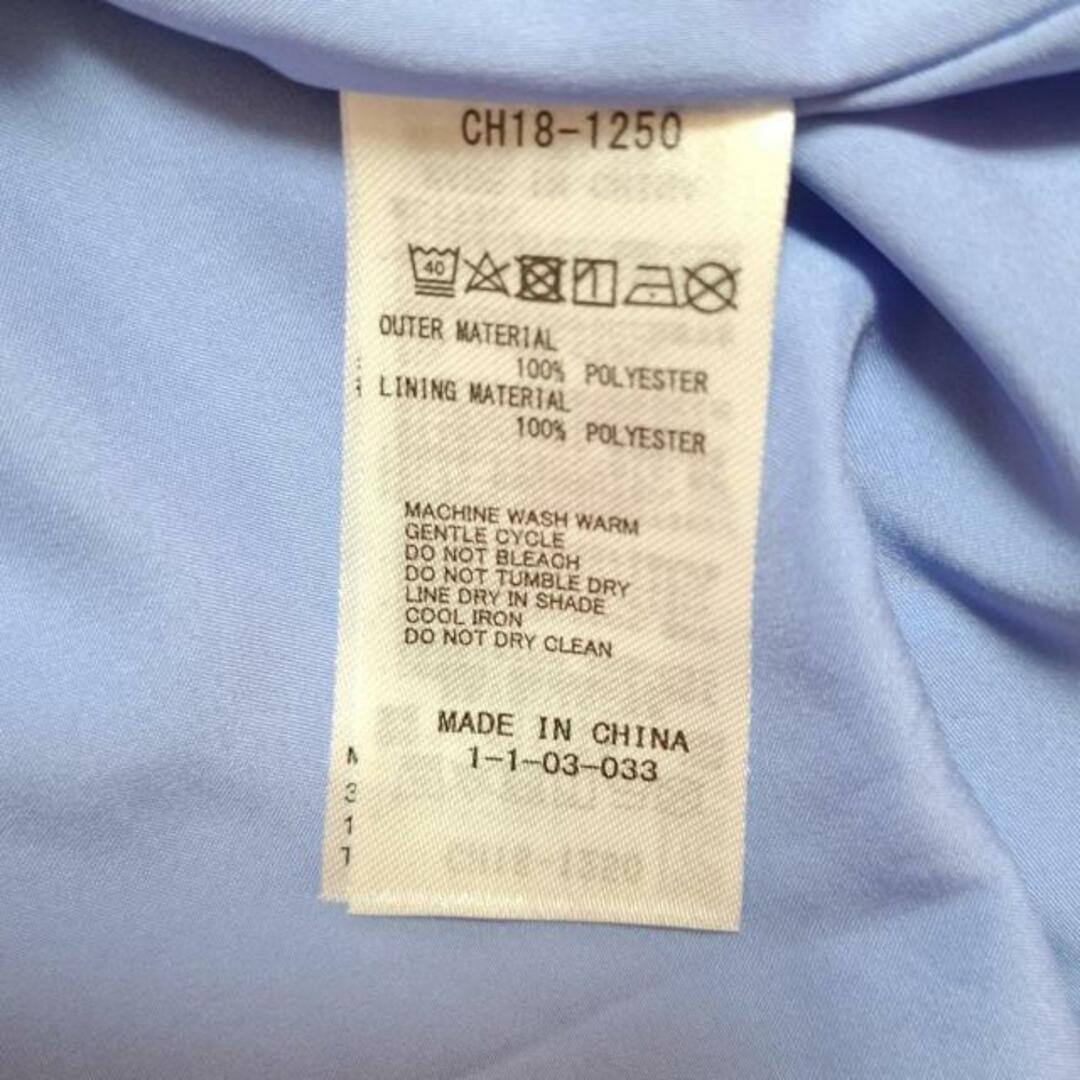 CH18-1250
40
OUTER MATERIAL
100% POLYESTER
LINING MATERIAL
100% POLYESTER
MACHINE WASH WARM
GENTLE CYCLE
DO NOT BLEACH
DO NOT TUMBLE DRY
LINE DRY IN SHADE
COOL IRON
DO NOT DRY CLEAN
MADE IN CHINA
1-1-03-033